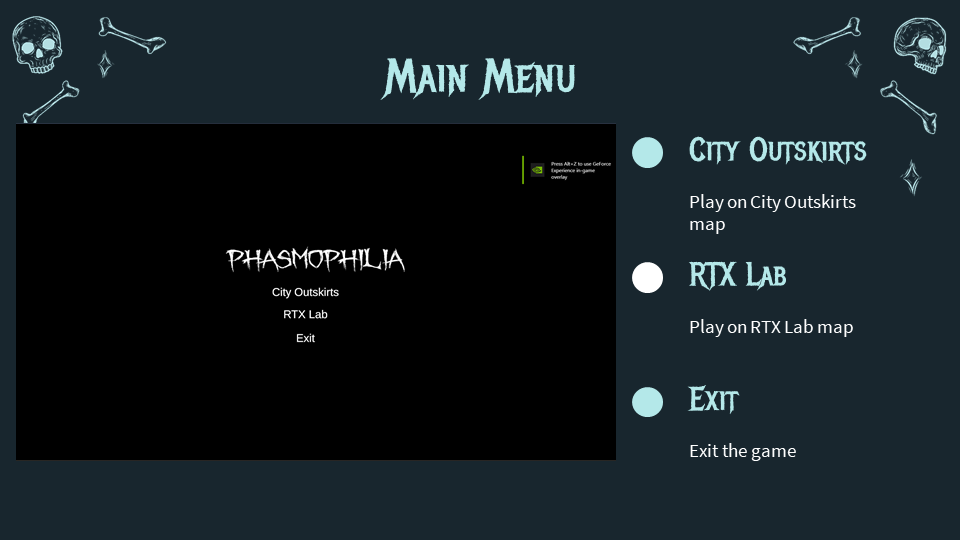 Main Menu
Press Alt+Z to use GeForce
Experience in-game
overlay
PHASMOPHILIA
City Outskirts
RTX Lab
Exit
City Outskirts
Play on City Outskirts
map
RTX Lab
Play on RTX Lab map
Exit
Exit the game